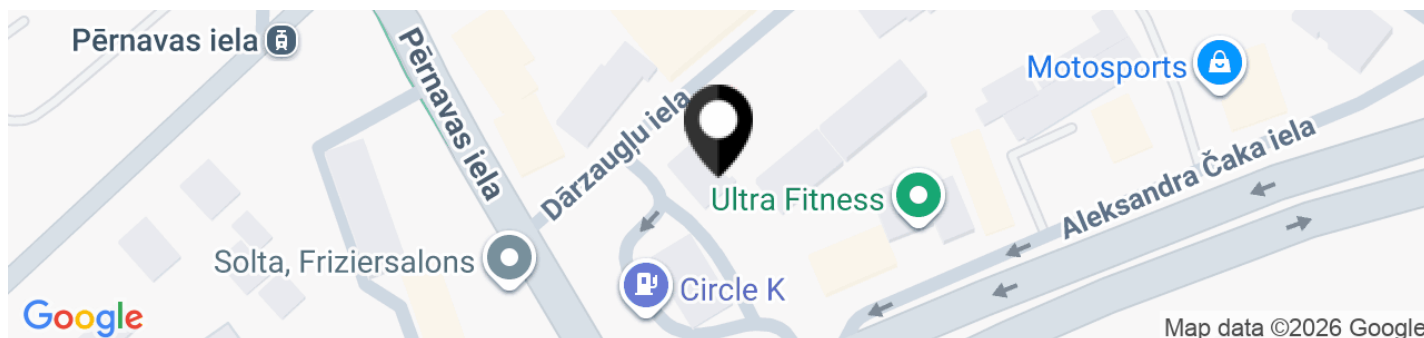 Pērnavas iela
Pērnavas iela
Dārzaugļu iela
Motosports
Aleksandra Čaka iela
Ultra Fitness
Solta, Friziersalons
Circle K
Google
Map data ©2026 Google